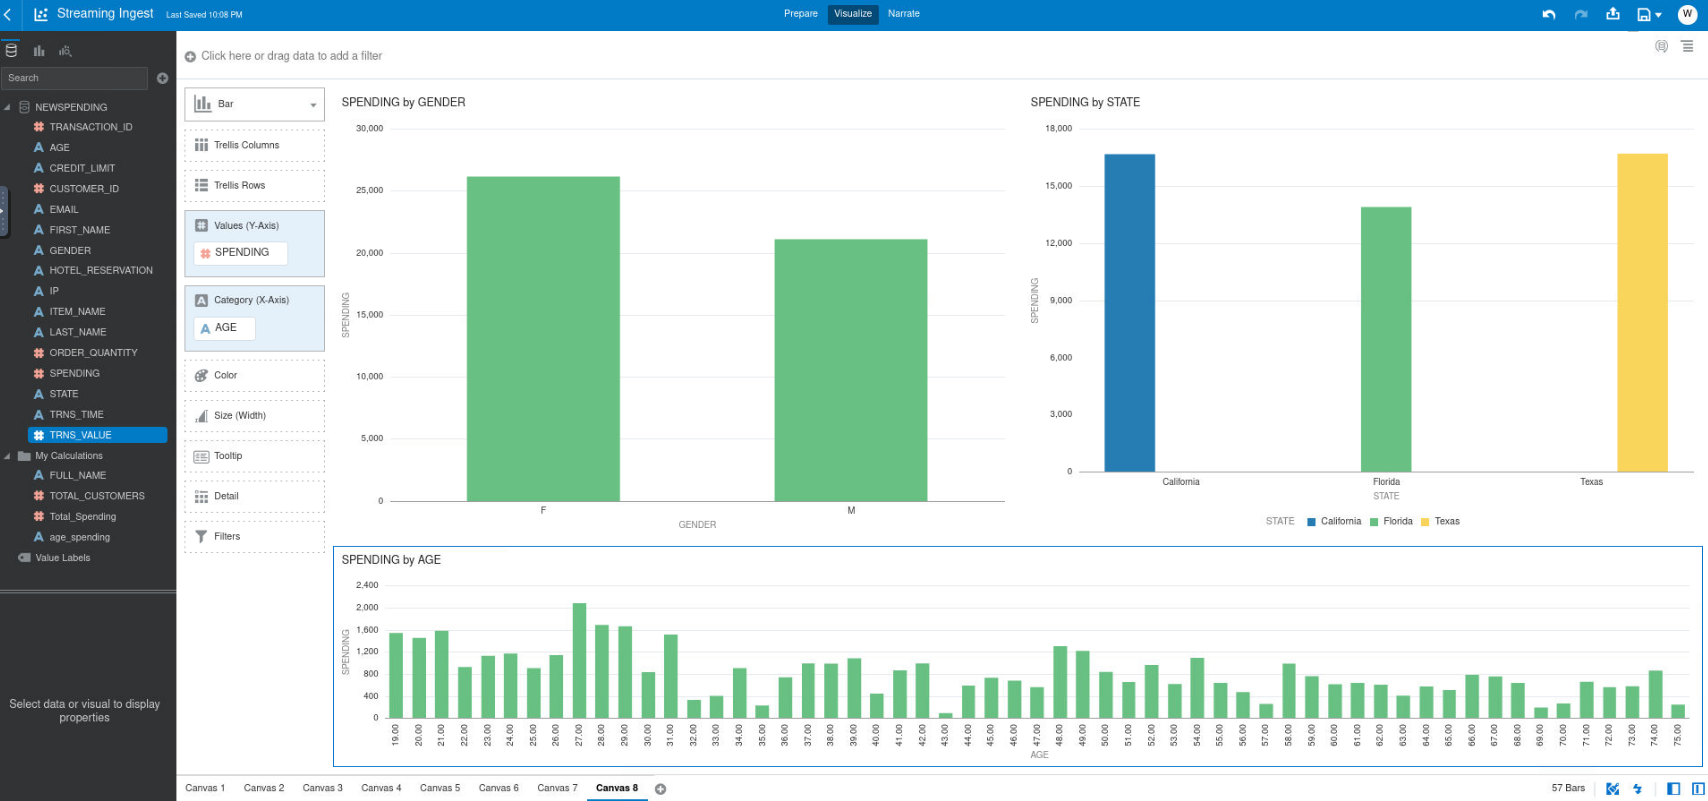 Streaming Ingest
Last Saved 10:08 PM
Prepare
Visualize
Narrate
W
Search
NEWSPENDING
TRANSACTION_ID
AGE
CREDIT_LIMIT
CUSTOMER_ID
EMAIL
FIRST_NAME
GENDER
HOTEL_RESERVATION
IP
ITEM_NAME
LAST_NAME
ORDER_QUANTITY
SPENDING
STATE
TRNS_TIME
TRNS_VALUE
My Calculations
FULL_NAME
TOTAL_CUSTOMERS
Total_Spending
age_spending
Value Labels
Select data or visual to display
properties
Click here or drag data to add a filter
Bar
Trellis Columns
Trellis Rows
Values (Y-Axis)
SPENDING
Category (X-Axis)
AGE
Color
Size (Width)
Tooltip
Detail
Filters
SPENDING by GENDER
30,000
25,000
20,000
15,000
10,000
5,000
0
SPENDING
F
M
GENDER
SPENDING by STATE
18,000
15,000
12,000
9,000
6,000
3,000
0
SPENDING
California
Florida
Texas
STATE
STATE
California
Florida
Texas
SPENDING by AGE
2,400
2,000
1,600
1,200
800
400
0
SPENDING
19.00
20.00
21.00
22.00
23.00
24.00
25.00
26.00
27.00
28.00
29.00
30.00
31.00
32.00
33.00
34.00
35.00
36.00
37.00
38.00
39.00
40.00
41.00
42.00
43.00
44.00
45.00
46.00
47.00
48.00
49.00
50.00
51.00
52.00
53.00
54.00
55.00
56.00
57.00
58.00
59.00
60.00
61.00
62.00
63.00
64.00
65.00
66.00
67.00
68.00
69.00
70.00
71.00
72.00
73.00
74.00
75.00
AGE
Canvas 1
Canvas 2
Canvas 3
Canvas 4
Canvas 5
Canvas 6
Canvas 7
Canvas 8
57 Bars